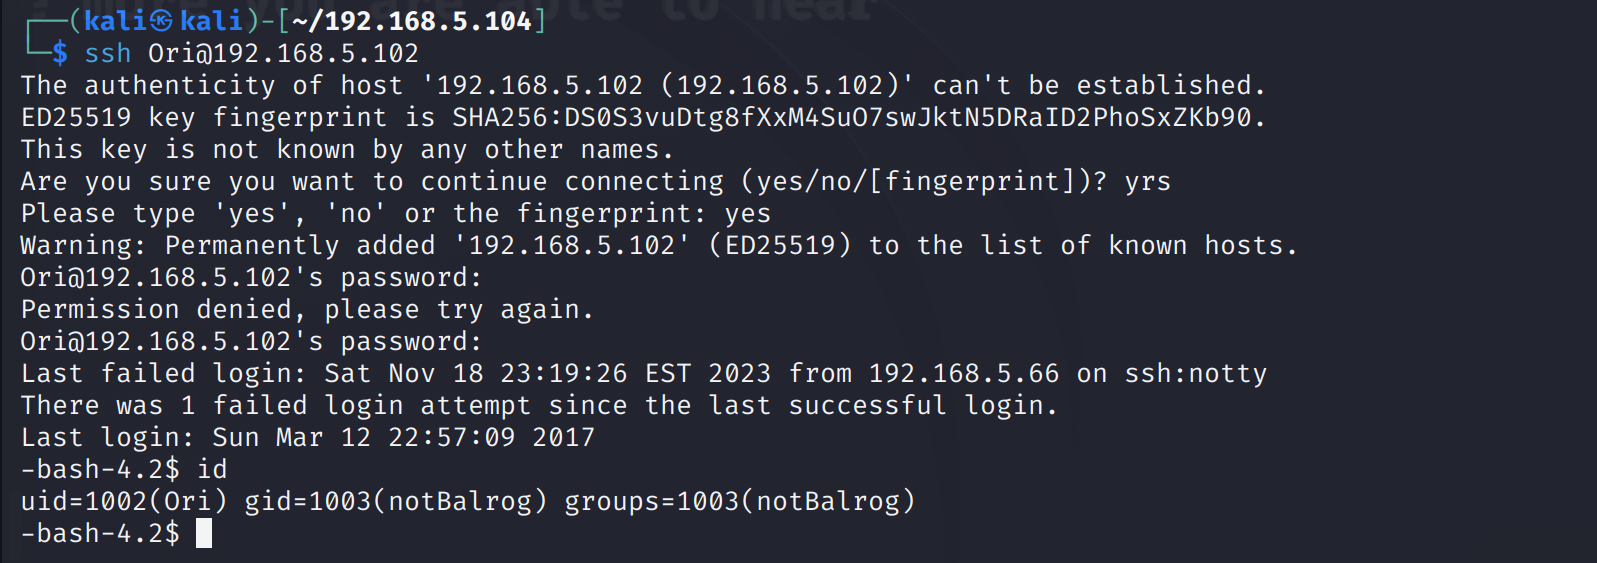 more you are able to hear
┌──(kali㉿kali)-[~/192.168.5.104]
└─$ ssh Ori@192.168.5.102
The authenticity of host '192.168.5.102 (192.168.5.102)' can't be established.
ED25519 key fingerprint is SHA256:DS0S3vuDtg8fXxM4SuO7swJktN5DRaID2PhoSxZKb90.
This key is not known by any other names.
Are you sure you want to continue connecting (yes/no/[fingerprint])? yrs
Please type 'yes', 'no' or the fingerprint: yes
Warning: Permanently added '192.168.5.102' (ED25519) to the list of known hosts.
Ori@192.168.5.102's password:
Permission denied, please try again.
Ori@192.168.5.102's password:
Last failed login: Sat Nov 18 23:19:26 EST 2023 from 192.168.5.66 on ssh:notty
There was 1 failed login attempt since the last successful login.
Last login: Sun Mar 12 22:57:09 2017
-bash-4.2$ id
uid=1002(Ori) gid=1003(notBalrog) groups=1003(notBalrog)
-bash-4.2$